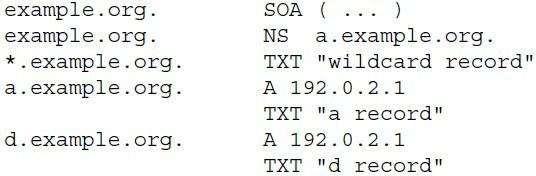 example.org. SOA ( ... )
example.org. NS a.example.org.
*.example.org. TXT "wildcard record"
a.example.org. A 192.0.2.1
TXT "a record"
d.example.org. A 192.0.2.1
TXT "d record"